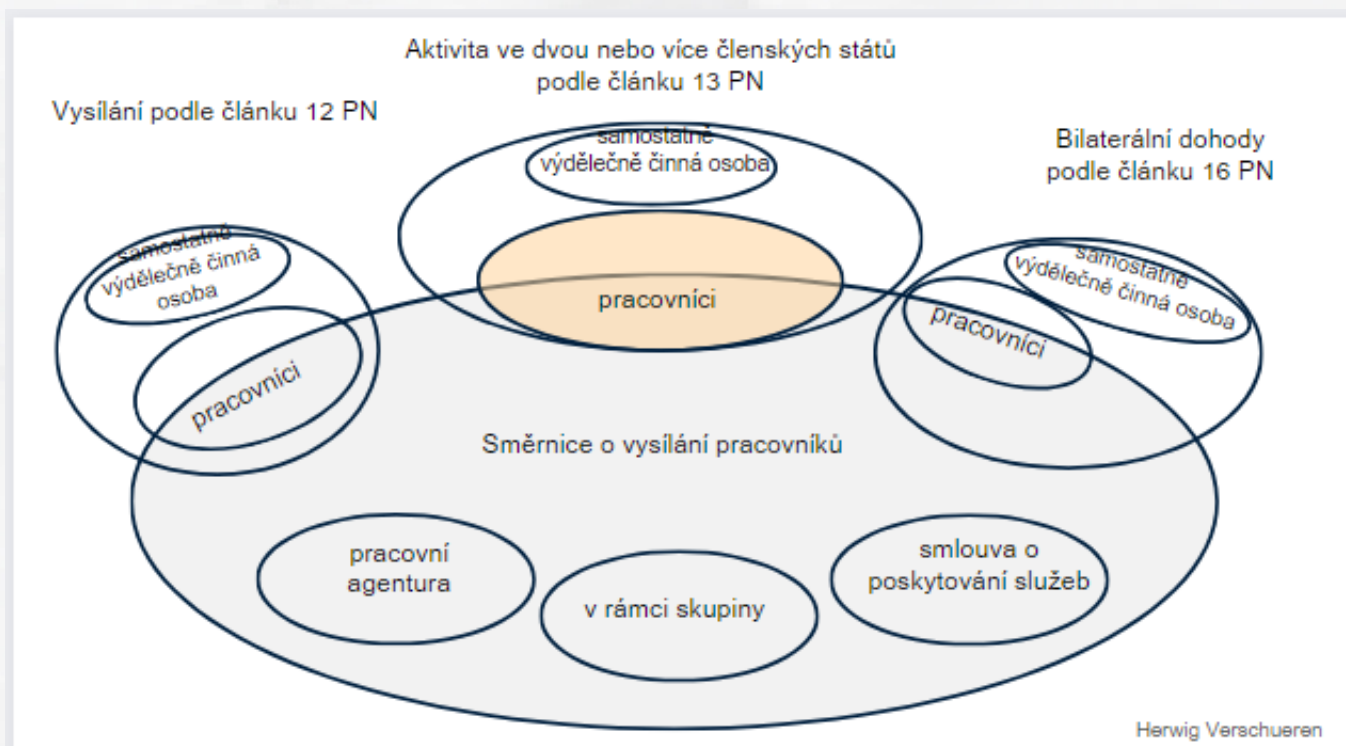 Aktivita ve dvou nebo více členských států
podle článku 13 PN
Vysílání podle článku 12 PN
Bilaterální dohody
podle článku 16 PN
samostatně
výdělečně činná osoba
samostatně
výdělečně činná
osoba
samostatně
výdělečně činná osoba
pracovníci
pracovníci
pracovníci
Směrnice o vysílání pracovníků
pracovní
agentura
v rámci skupiny
smlouva o
poskytování služeb
Herwig Verschueren